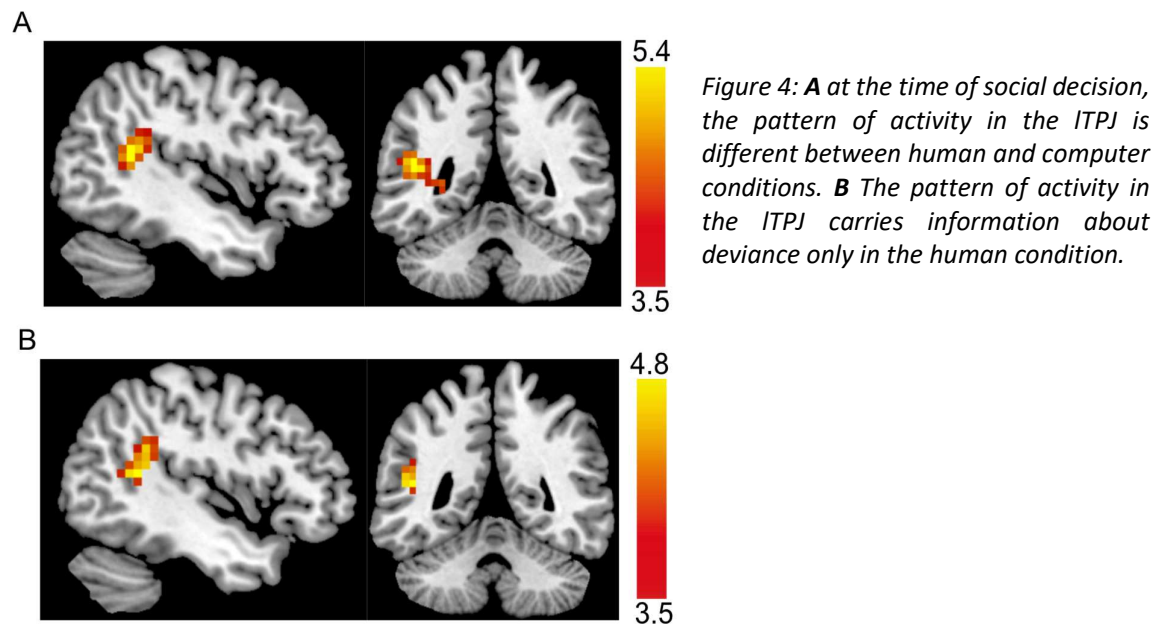 A
5.4
3.5
Figure 4: A at the time of social decision,
the pattern of activity in the lTPJ is
different between human and computer
conditions. B The pattern of activity in
the lTPJ carries information about
deviance only in the human condition.
B
4.8
3.5